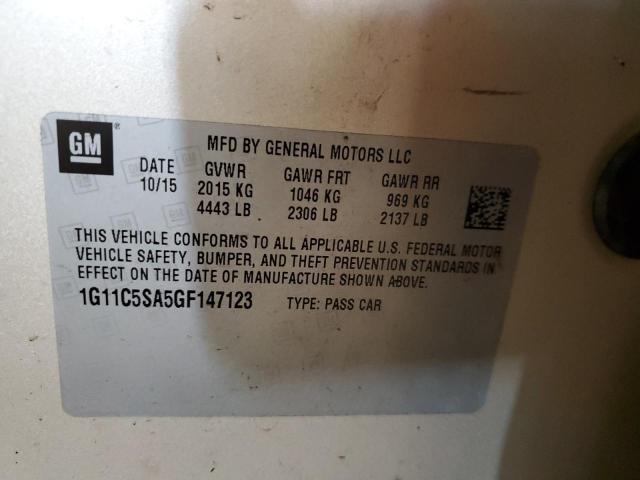 GM ®
MFD BY GENERAL MOTORS LLC
DATE GVWR GAWR FRT GAWR RR
10/15 2015 KG 1046 KG 969 KG
4443 LB 2306 LB 2137 LB
THIS VEHICLE CONFORMS TO ALL APPLICABLE U.S. FEDERAL MOTOR
VEHICLE SAFETY, BUMPER, AND THEFT PREVENTION STANDARDS IN
EFFECT ON THE DATE OF MANUFACTURE SHOWN ABOVE.
1G11C5SA5GF147123 TYPE: PASS CAR